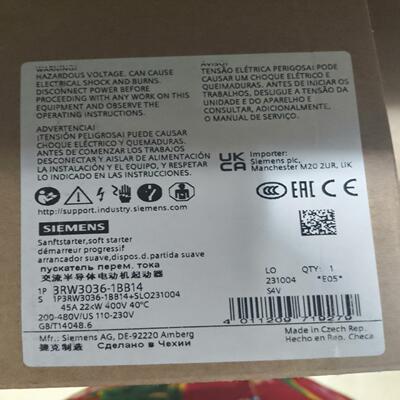 WARNING!
HAZARDOUS VOLTAGE. CAN CAUSE
ELECTRICAL SHOCK AND BURNS.
DISCONNECT POWER BEFORE
PROCEEDING WITH ANY WORK ON THIS
EQUIPMENT AND OBSERVE THE
OPERATING INSTRUCTIONS.
ADVERTENCIA!
¡TENSIÓN PELIGROSA! PUEDE CAUSAR
CHOQUE ELÉCTRICO Y QUEMADURAS.
ANTES DE COMENZAR LOS TRABAJOS,
DESCONECTAR Y AISLAR DE ALIMENTACIÓN
LA INSTALACIÓN Y EL EQUIPO, Y RESPETAR
LO INDICADO EN LAS INSTRUCCIONES.
AVISO!
TENSÃO ELÉTRICA PERIGOSA! PODE
CAUSAR UM CHOQUE ELÉTRICO E
QUEIMADURAS. ANTES DE INICIAR OS
TRABALHOS, DESLIGUE A TENSÃO DA
UNIDADE E DO APARELHO E
CONSULTAR, ADICIONALMENTE, O
O MANUAL DE SERVIÇO.
UK
CA
Importer:
Siemens plc,
Manchester M20 2UR, UK
http://support.industry.siemens.com
CCC EAC CE
SIEMENS
Sanftstarter,soft starter
démarreur progressif
arrancador suave,dispos.d.partida suave
пускатель перем. тока
交流半导体电动机起动器
1P 3RW3036-1BB14
S 1P3RW3036-1BB14+SLO231004
45A 22kW 400V 40°C
200-480V/US 110-230V
GB/T14048.6
LO QTY: 1
231004 *E05*
S4V
4 011209 719279
Mfr.: Siemens AG, DE-92220 Amberg
捷克制造 Сделано в Чехии
Made in Czech Rep.
Hecho en Rep. Checa